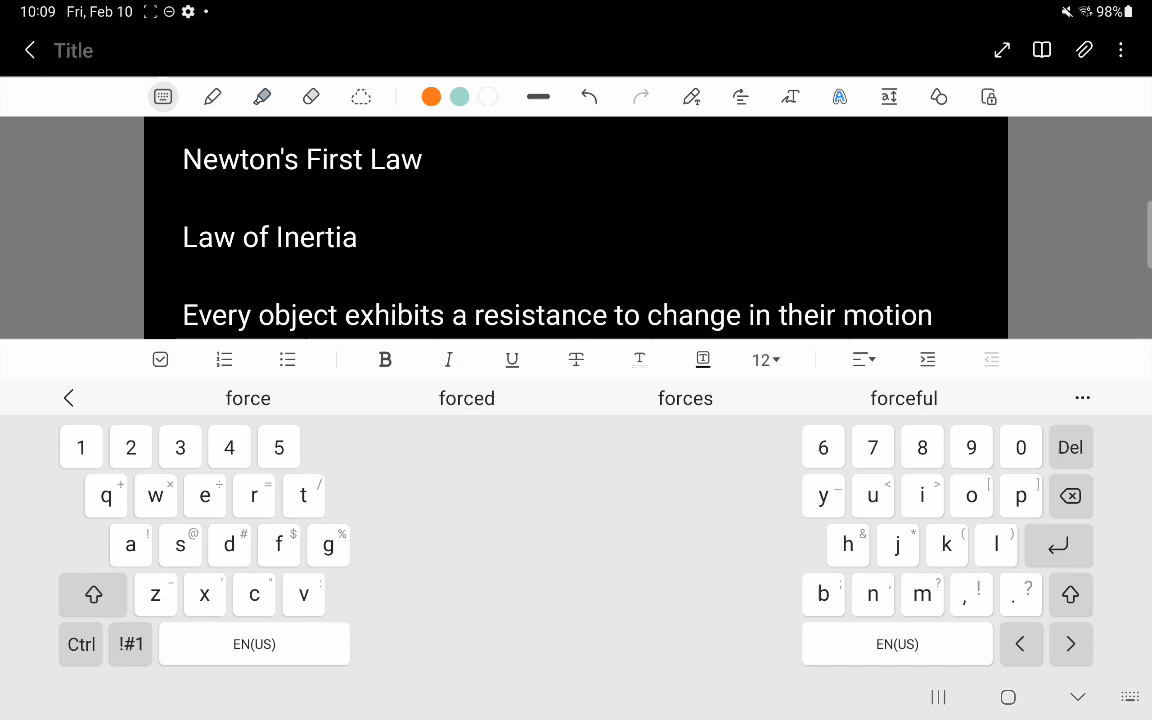 10:09 Fri, Feb 10 98%
Title
Newton's First Law
Law of Inertia
Every object exhibits a resistance to change in their motion
B I U T T T 12
force forced forces forceful ...
1 2 3 4 5 6 7 8 9 0 Del
q + w × e ÷ r = t / y _ u < i > o [ p ]
a ! s @ d # f $ g % h & j * k ( l )
z - x ' c " v : b ; n , m ? , ! . ?
Ctrl !#1 EN(US) EN(US) < >